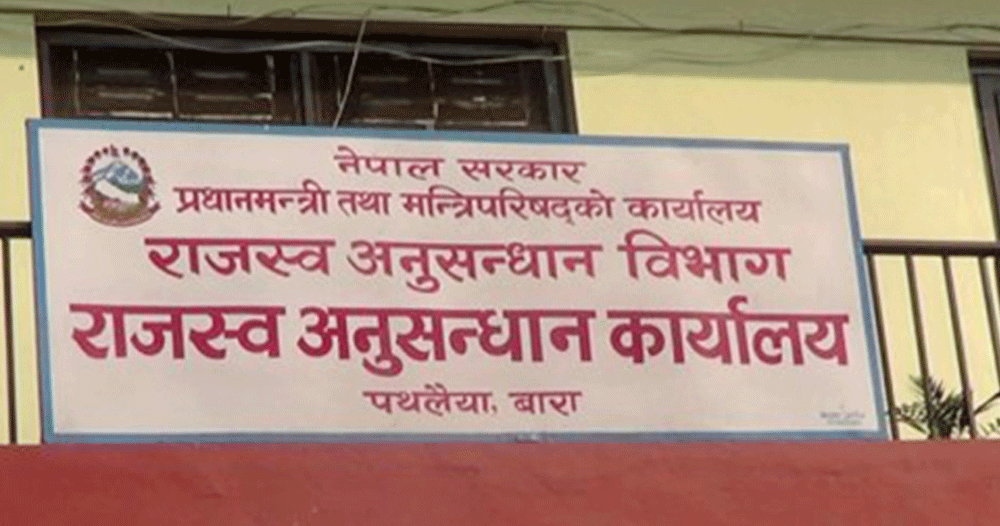 नेपाल सरकार
प्रधानमन्त्री तथा मन्त्रिपरिषद्को कार्यालय
राजस्व अनुसन्धान विभाग
राजस्व अनुसन्धान कार्यालय
पथलैया, बारा